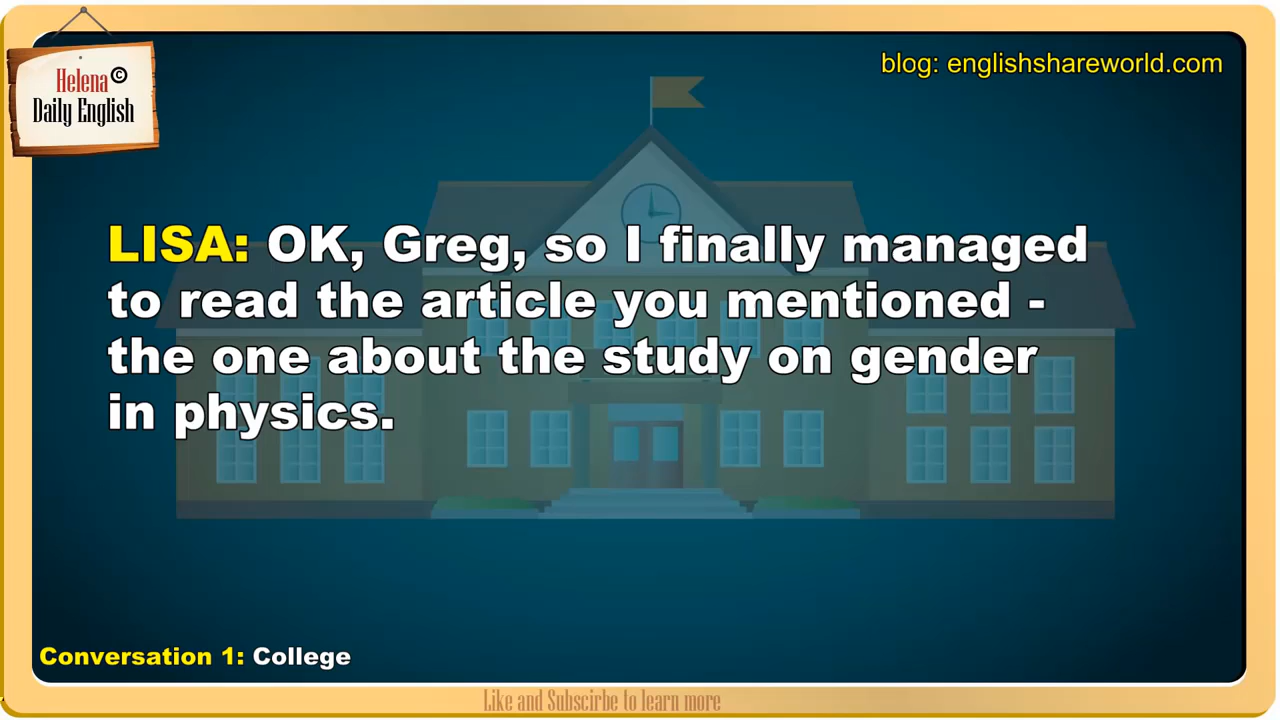 Helena©
Daily English
blog: englishshareworld.com
LISA: OK, Greg, so I finally managed
to read the article you mentioned -
the one about the study on gender
in physics.
Conversation 1: College
Like and Subscirbe to learn more